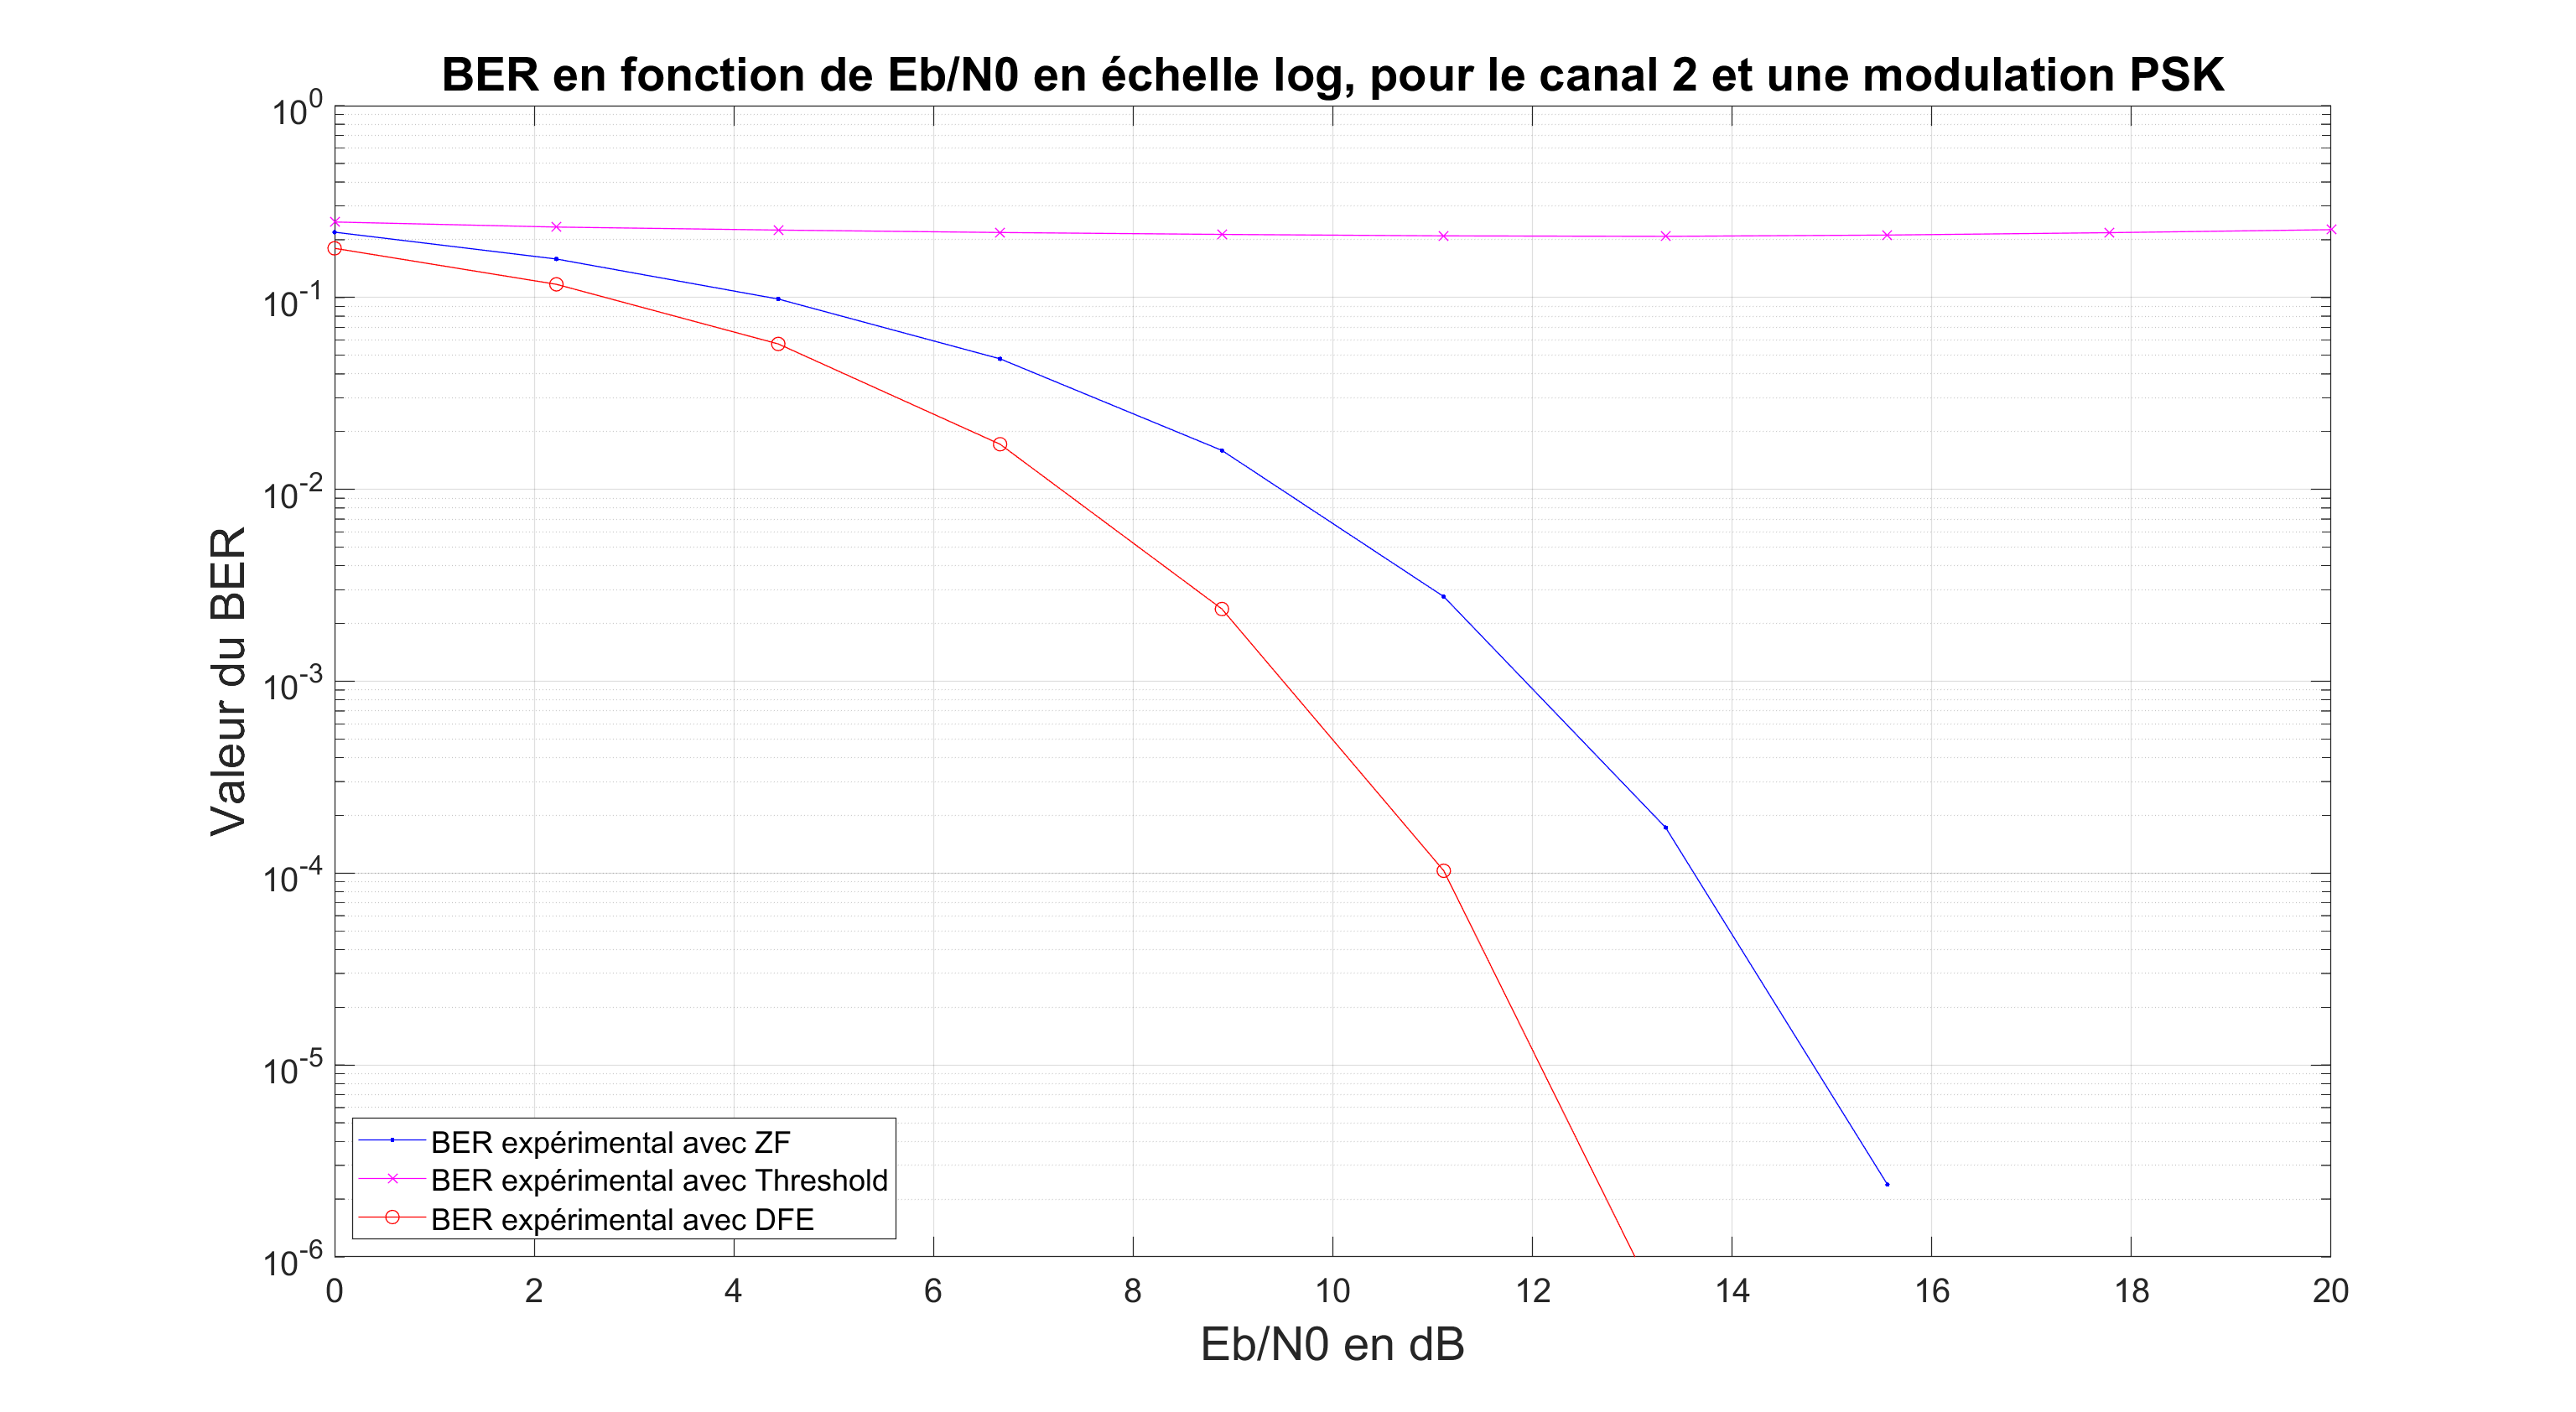 BER en fonction de Eb/N0 en échelle log, pour le canal 2 et une modulation PSK
Valeur du BER
10^0
10^-1
10^-2
10^-3
10^-4
10^-5
10^-6
BER expérimental avec ZF
BER expérimental avec Threshold
BER expérimental avec DFE
0 2 4 6 8 10 12 14 16 18 20
Eb/N0 en dB